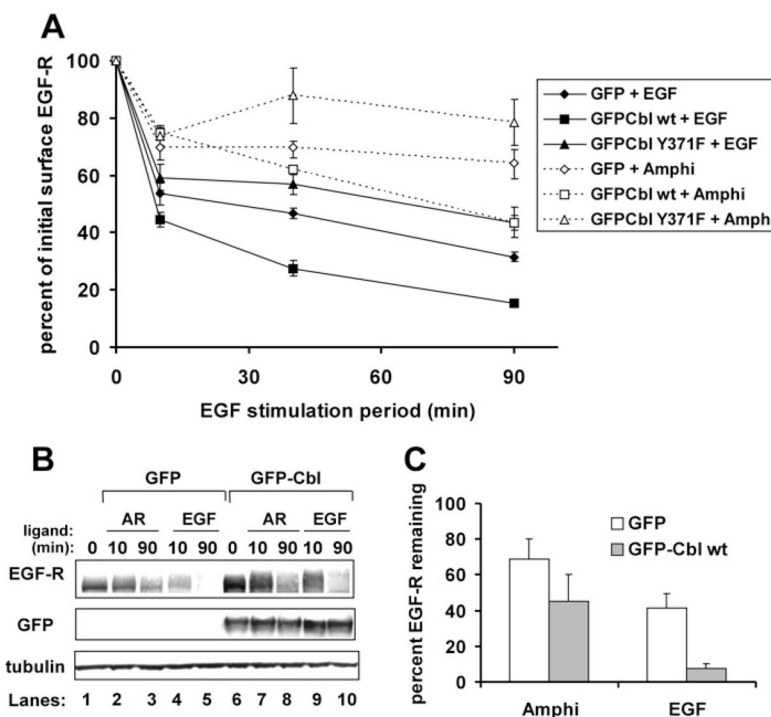 A
percent of initial surface EGF-R
100
80
60
40
20
0
0 30 60 90
EGF stimulation period (min)
GFP + EGF
GFPCbl wt + EGF
GFPCbl Y371F + EGF
GFP + Amphi
GFPCbl wt + Amphi
GFPCbl Y371F + Amph
B
GFP GFP-Cbl
ligand: AR EGF AR EGF
(min): 0 10 90 10 90 0 10 90 10 90
EGF-R
GFP
tubulin
Lanes: 1 2 3 4 5 6 7 8 9 10
C
percent EGF-R remaining
100
80
60
40
20
0
GFP
GFP-Cbl wt
Amphi EGF